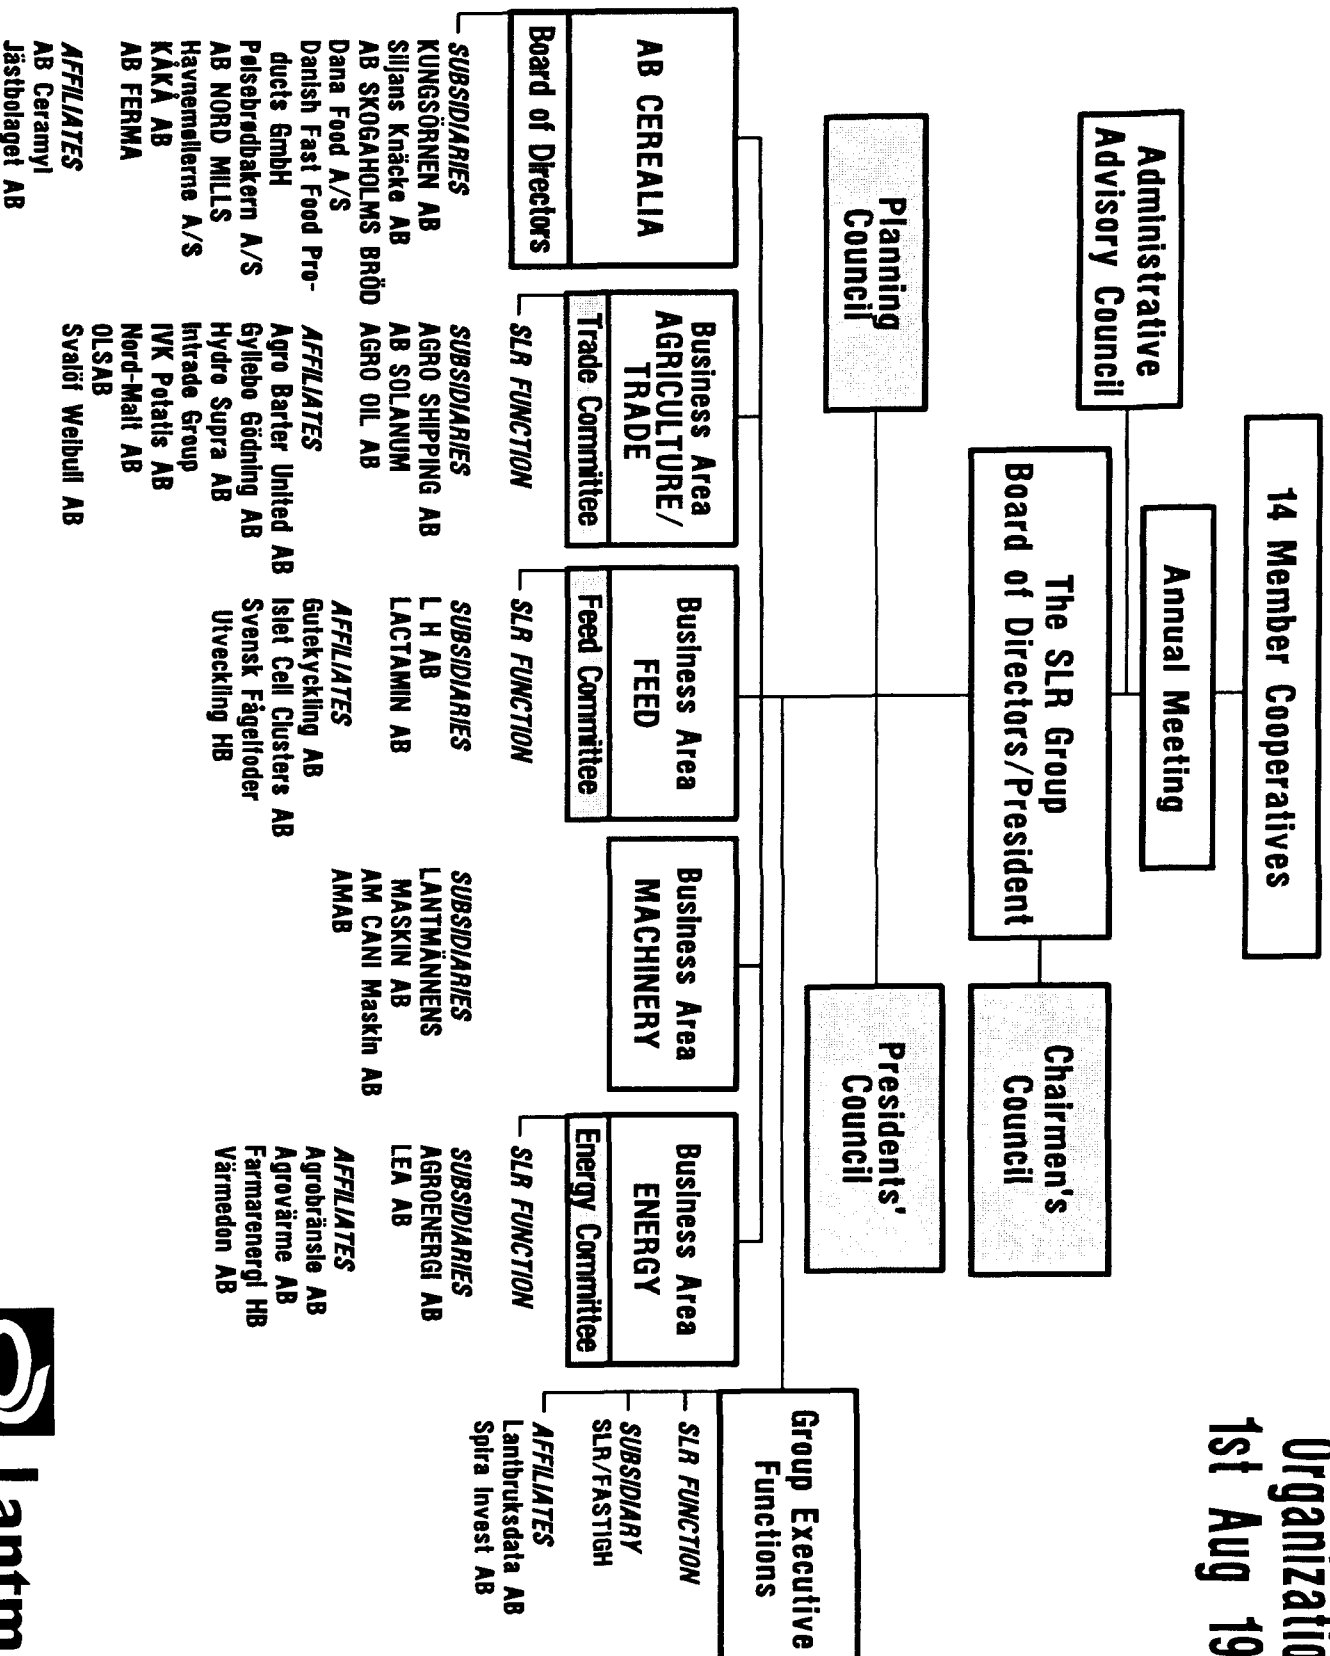 Organizatio
1st Aug 19
14 Member Cooperatives
Annual Meeting
Administrative
Advisory Council
The SLR Group
Board of Directors/President
Chairmen's
Council
Planning
Council
Presidents'
Council
AB CEREALIA
Board of Directors
SUBSIDIARIES
KUNGSÖRNEN AB
Siljans Knäcke AB
AB SKOGAHOLMS BRÖD
Dana Food A/S
Danish Fast Food Pro-
ducts GmbH
Pølsebrødbakern A/S
AB NORD MILLS
Havnemøllerne A/S
KÅKÅ AB
AB FERMA
AFFILIATES
AB Ceramyl
Jästbolaget AB
Business Area
AGRICULTURE/
TRADE
Trade Committee
SLR FUNCTION
SUBSIDIARIES
AGRO SHIPPING AB
AB SOLANUM
AGRO OIL AB
AFFILIATES
Agro Barter United AB
Gyllebo Gödning AB
Hydro Supra AB
Intrade Group
IVK Potatis AB
Nord-Malt AB
OLSAB
Svalöf Weibull AB
Business Area
FEED
Feed Committee
SLR FUNCTION
SUBSIDIARIES
L H AB
LACTAMIN AB
AFFILIATES
Gutekyckling AB
Islet Cell Clusters AB
Svensk Fågelfoder
Utveckling HB
Business Area
MACHINERY
SUBSIDIARIES
LANTMÄNNENS
MASKIN AB
AM CANI Maskin AB
AMAB
Business Area
ENERGY
Energy Committee
SLR FUNCTION
SUBSIDIARIES
AGROENERGI AB
LEA AB
AFFILIATES
Agrobränsle AB
Agrovärme AB
Farmarenergi HB
Värmedon AB
Group Executive
Functions
SLR FUNCTION
SUBSIDIARY
SLR/FASTIGH
AFFILIATES
Lantbruksdata AB
Spira Invest AB
Lantm